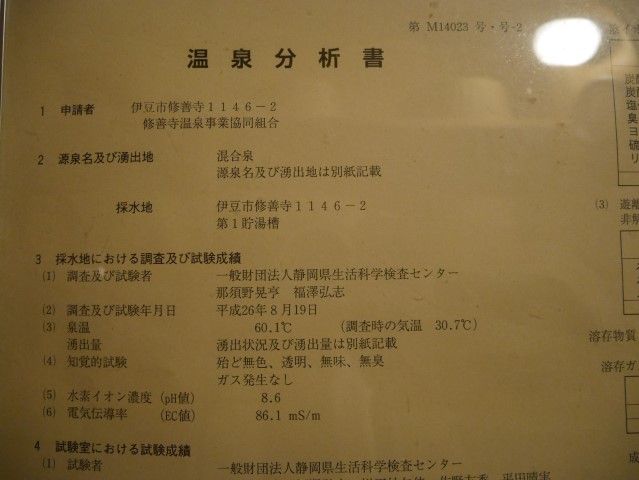 第 M14023 号・号-2
温泉分析書
1 申請者 伊豆市修善寺1146-2
修善寺温泉事業協同組合
2 源泉名及び湧出地 混合泉
源泉名及び湧出地は別紙記載
採水地 伊豆市修善寺1146-2
第1貯湯槽
3 採水地における調査及び試験成績
(1) 調査及び試験者 一般財団法人静岡県生活科学検査センター
那須野晃亨 福澤弘志
(2) 調査及び試験年月日 平成26年8月19日
(3) 泉温 60.1℃ (調査時の気温 30.7℃)
湧出量 湧出状況及び湧出量は別紙記載
(4) 知覚的試験 殆ど無色、透明、無味、無臭
ガス発生なし
(5) 水素イオン濃度 (pH値) 8.6
(6) 電気伝導率 (EC値) 86.1 mS/m
4 試験室における試験成績
(1) 試験者 一般財団法人静岡県生活科学検査センター
(3) 遊離
溶存物質
溶存ガ